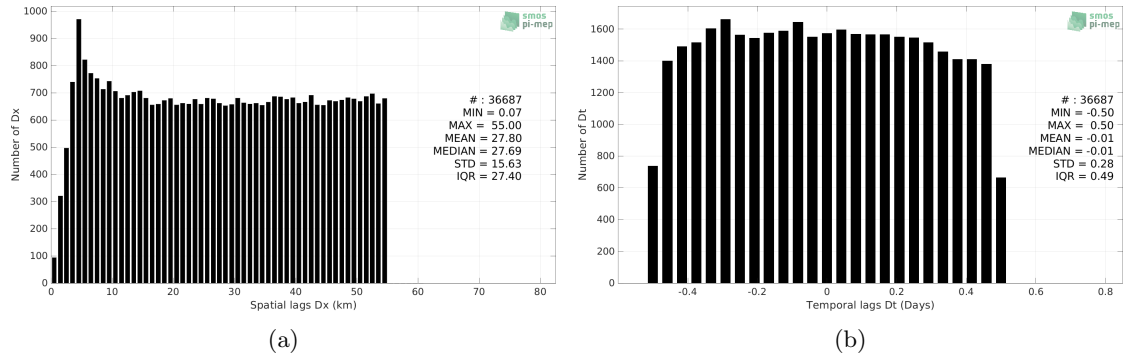 1000
900
800
700
600
500
400
300
200
100
0
0 10 20 30 40 50 60 70 80
Number of Dx
Spatial lags Dx (km)
smos
pi-mep
# : 36687
MIN = 0.07
MAX = 55.00
MEAN = 27.80
MEDIAN = 27.69
STD = 15.63
IQR = 27.40
(a)
1600
1400
1200
1000
800
600
400
200
0
-0.4 -0.2 0 0.2 0.4 0.6 0.8
Number of Dt
Temporal lags Dt (Days)
smos
pi-mep
# : 36687
MIN = -0.50
MAX = 0.50
MEAN = -0.01
MEDIAN = -0.01
STD = 0.28
IQR = 0.49
(b)